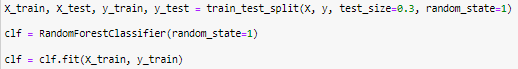 X_train, X_test, y_train, y_test = train_test_split(X, y, test_size=0.3, random_state=1)
clf = RandomForestClassifier(random_state=1)
clf = clf.fit(X_train, y_train)